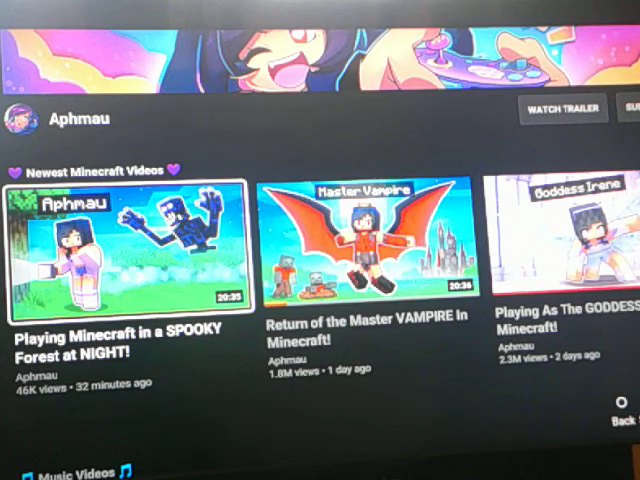 Aphmau
WATCH TRAILER
💜 Newest Minecraft Videos 💜
Aphmau
20:35
Playing Minecraft in a SPOOKY
Forest at NIGHT!
Aphmau
46K views • 32 minutes ago
Master Vampire
20:36
Return of the Master VAMPIRE In
Minecraft!
Aphmau
1.8M views • 1 day ago
Goddess Irene
Playing As The GODDESS
Minecraft!
Aphmau
2.3M views • 2 days ago
Back
🎵 Music Videos 🎵